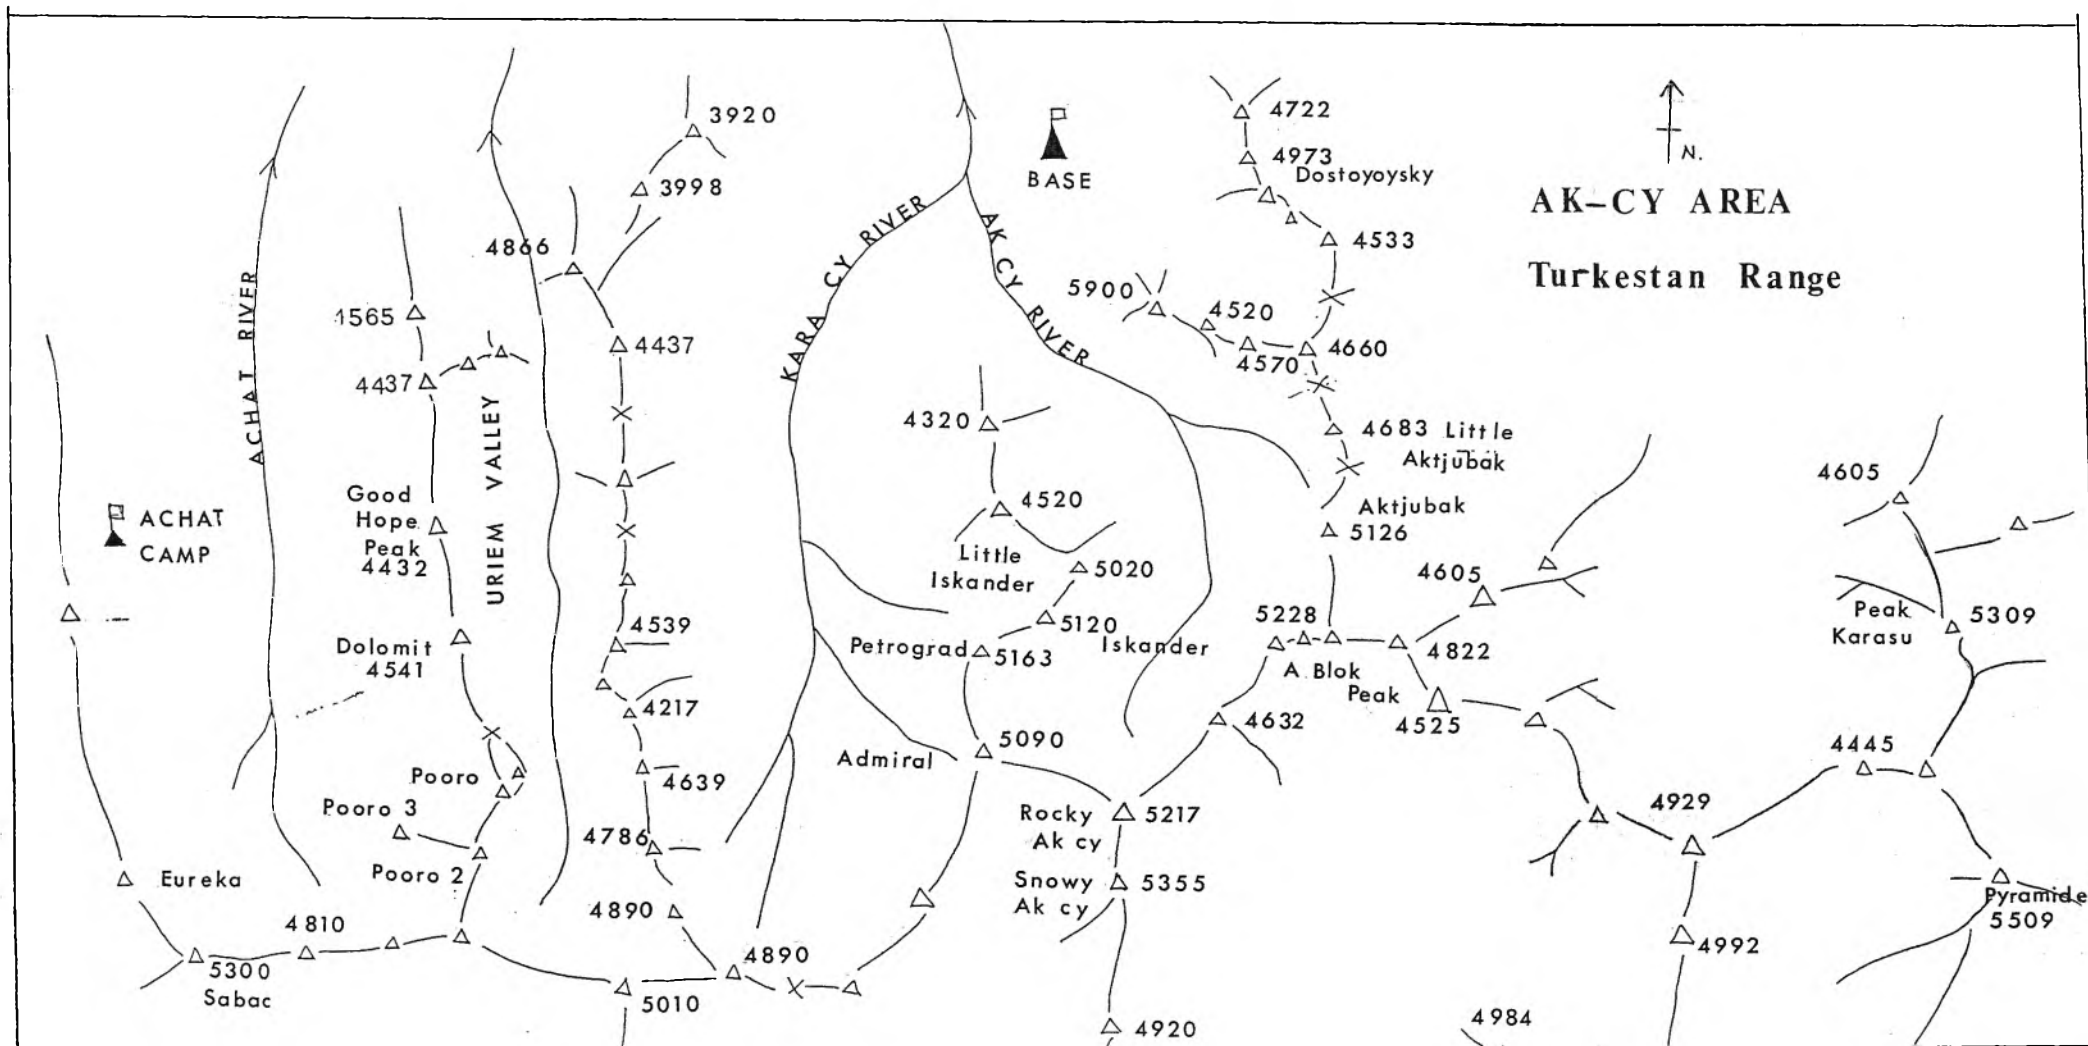 N.
AK-CY AREA
Turkestan Range
3920
3998
4866
4437
4565
4437
ACHAT RIVER
URIEM VALLEY
Good
Hope
Peak
4432
ACHAT
CAMP
Dolomit
4541
Pooro
Pooro 3
Pooro 2
Eureka
4810
5300
Sabac
5010
4539
4217
4639
4786
4890
4890
KARA CY RIVER
AK CY RIVER
BASE
4722
4973
Dostoyoysky
4533
5900
4520
4570
4660
4683 Little
Aktjubak
Aktjubak
5126
4320
4520
Little
Iskander
5020
5120
Iskander
Petrograd
5163
5090
Admiral
Rocky
Ak cy
5217
Snowy
Ak cy
5355
4920
5228
A. Blok
Peak
4632
4605
4822
4525
4929
4992
4984
4605
Peak
Karasu
5309
4445
Pyramide
5509